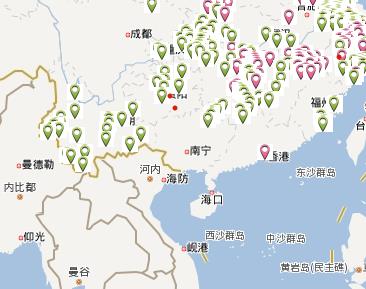 成都
福州
南宁
香港
曼德勒
河内
海防
东沙群岛
内比都
海口
仰光
岘港
西沙群岛
中沙群岛
曼谷
黄岩岛(民主礁)